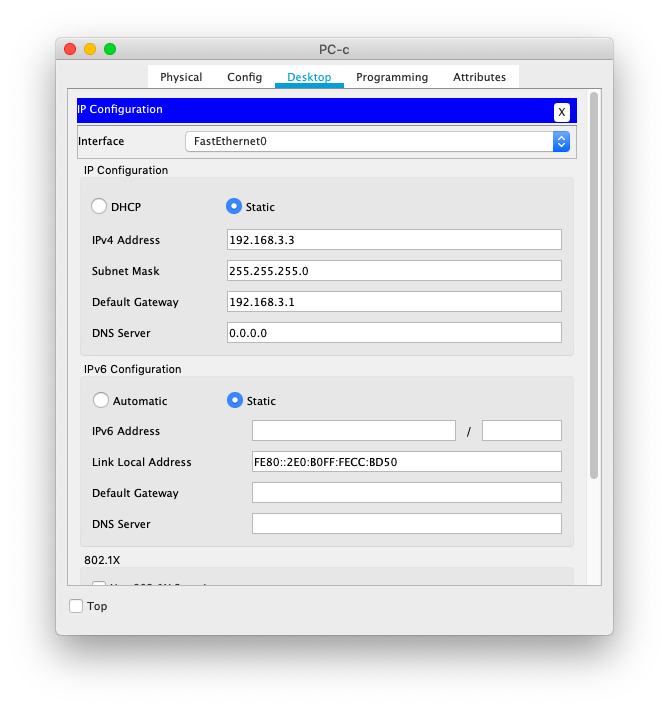 PC-c
Physical Config Desktop Programming Attributes
IP Configuration X
Interface FastEthernet0
IP Configuration
DHCP Static
IPv4 Address 192.168.3.3
Subnet Mask 255.255.255.0
Default Gateway 192.168.3.1
DNS Server 0.0.0.0
IPv6 Configuration
Automatic Static
IPv6 Address /
Link Local Address FE80::2E0:B0FF:FECC:BD50
Default Gateway
DNS Server
802.1X
Top